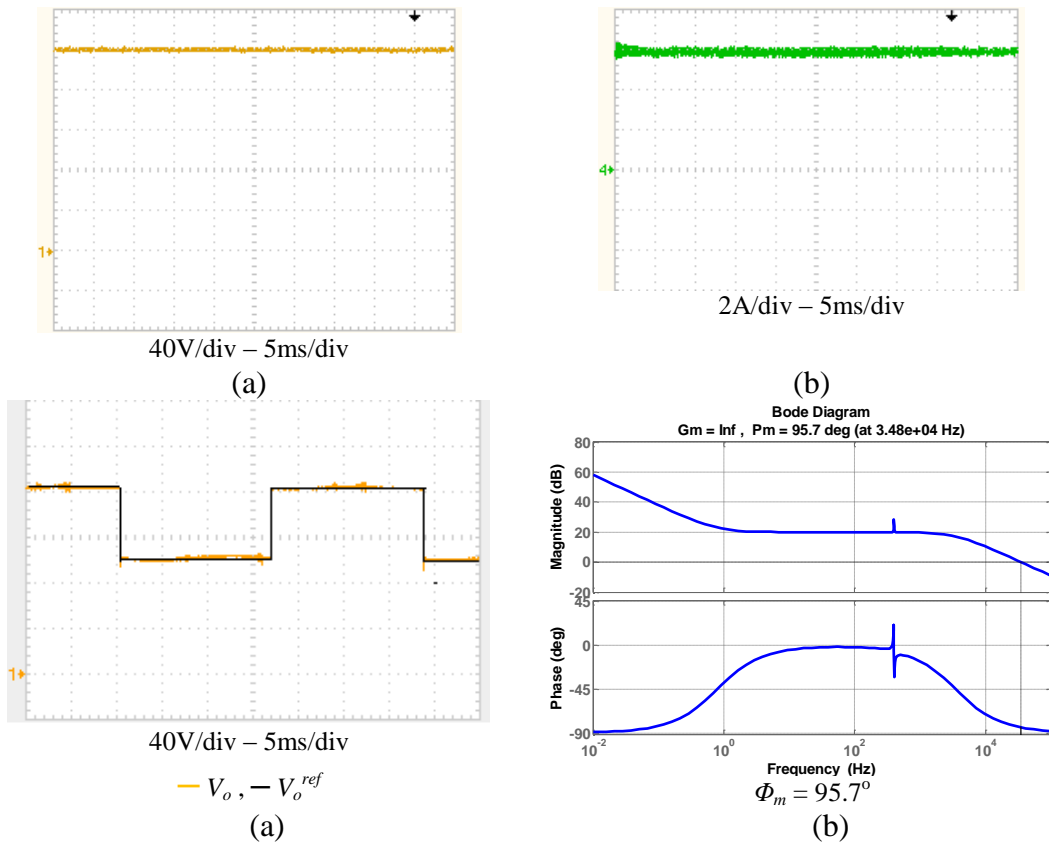 1
4
40V/div – 5ms/div
2A/div – 5ms/div
(a)
(b)
1
40V/div – 5ms/div
V_o , V_o^ref
(a)
Bode Diagram
Gm = Inf , Pm = 95.7 deg (at 3.48e+04 Hz)
Magnitude (dB)
80
60
40
20
0
-20
Phase (deg)
45
0
-45
-90
10^-2
10^0
10^2
10^4
Frequency (Hz)
Φ_m = 95.7°
(b)